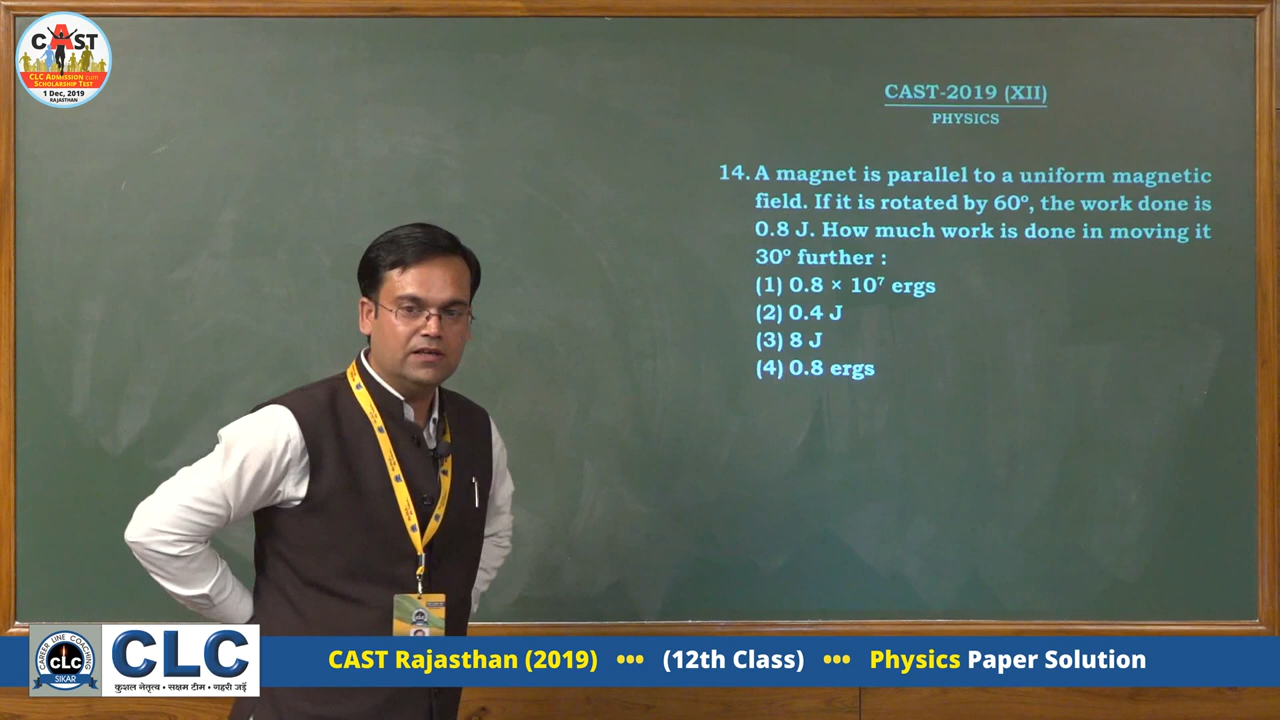 CAST
CLC ADMISSION cum
SCHOLARSHIP TEST
1 Dec, 2019
RAJASTHAN
CAST-2019 (XII)
PHYSICS
14. A magnet is parallel to a uniform magnetic
field. If it is rotated by 60°, the work done is
0.8 J. How much work is done in moving it
30° further :
(1) 0.8 × 10⁷ ergs
(2) 0.4 J
(3) 8 J
(4) 0.8 ergs
CAREER LINE COACHING
CLC
SIKAR
CLC
कुशल नेतृत्व • सक्षम टीम • गहरी जड़ें
CAST Rajasthan (2019) ••• (12th Class) ••• Physics Paper Solution